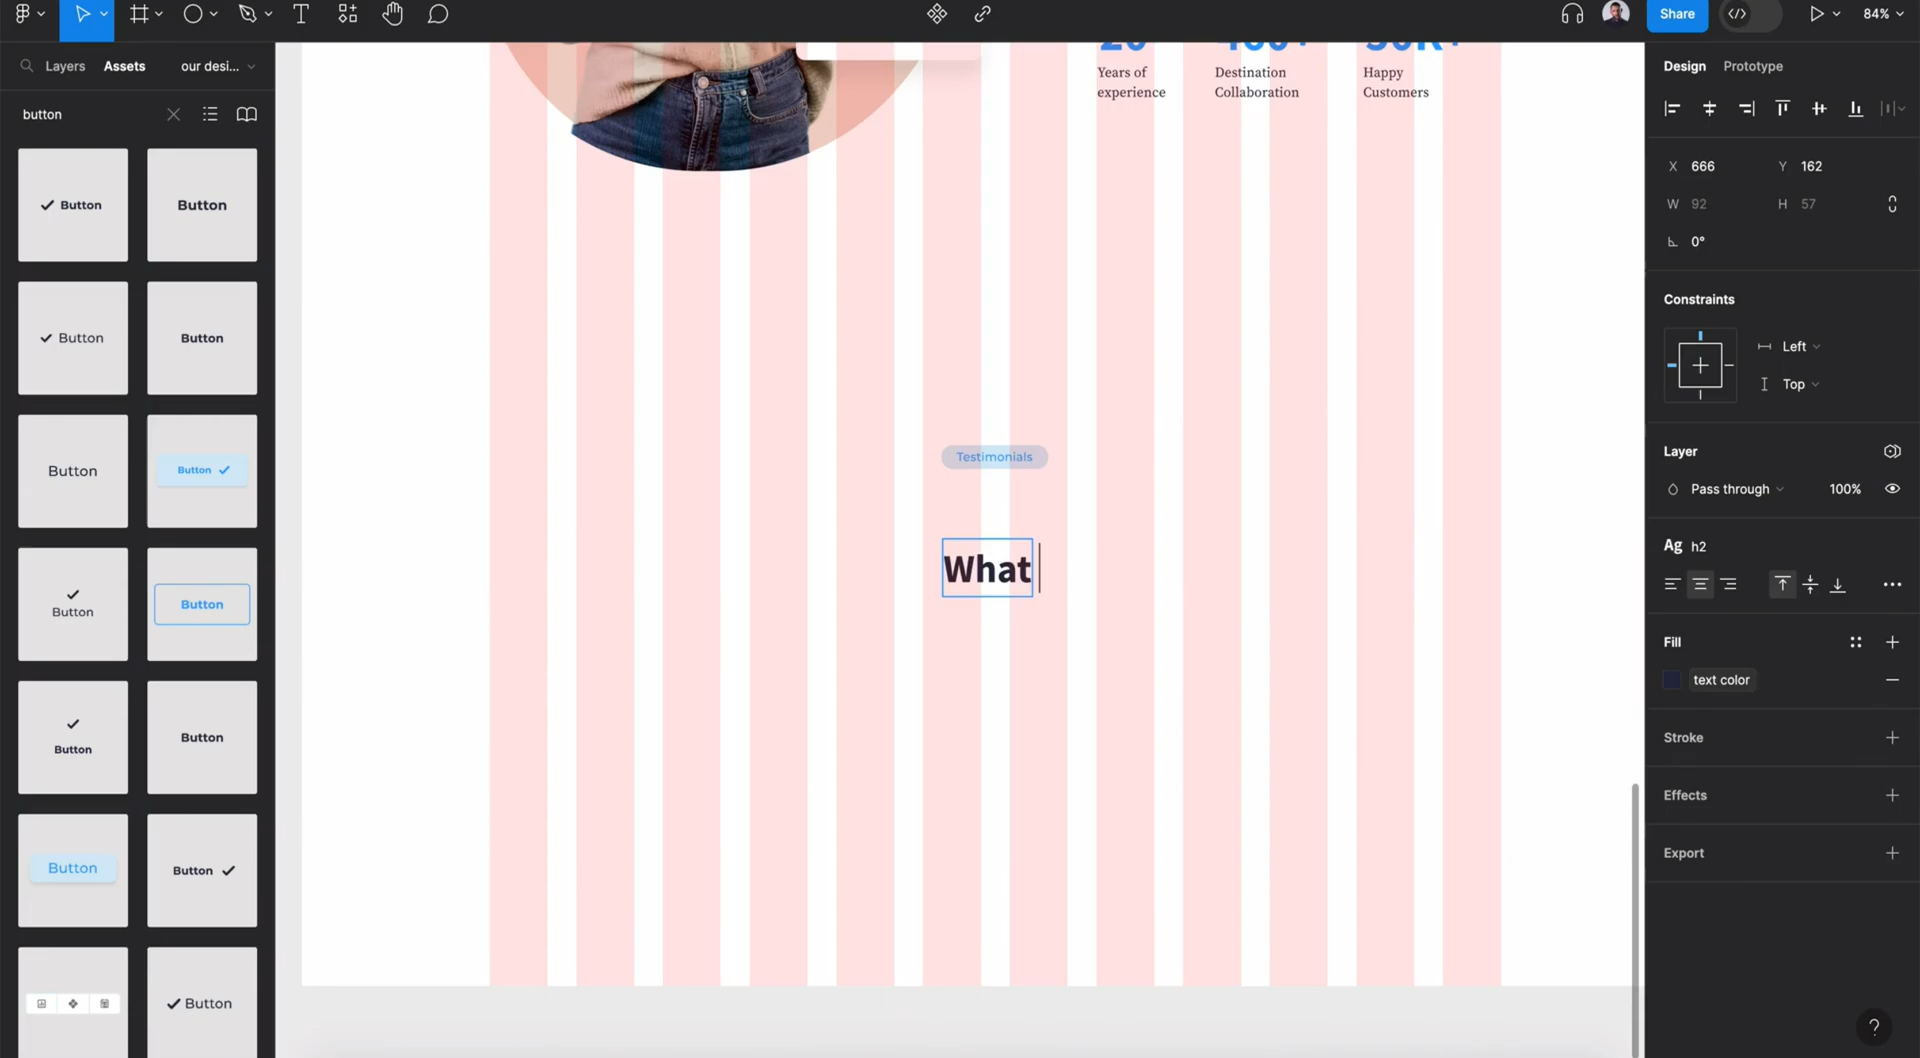 Share
84%
Layers
Assets
our desi...
button
Button
Button
Button
Button
Button
Button
Button
Button
Button
Button
Button
Button
Button
Years of
experience
Destination
Collaboration
Happy
Customers
Testimonials
What
Design
Prototype
X 666
Y 162
W 92
H 57
0°
Constraints
Left
Top
Layer
Pass through
100%
Ag h2
Fill
text color
Stroke
Effects
Export
?